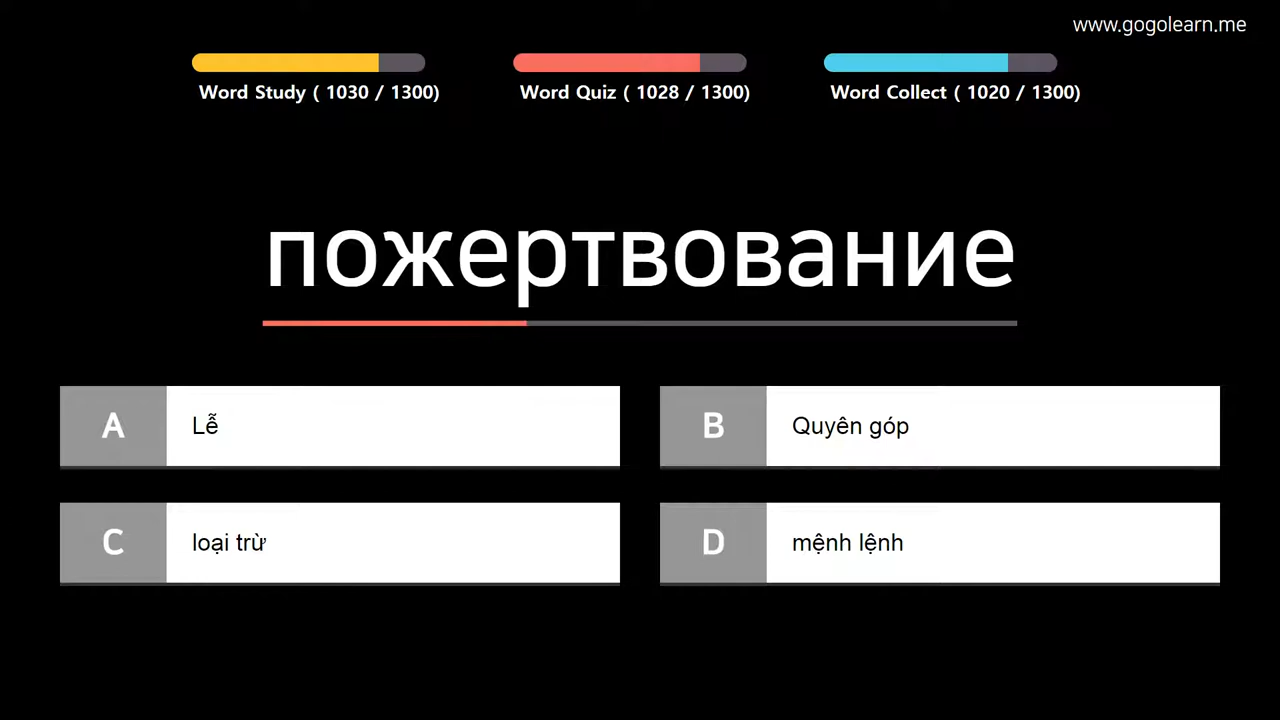 www.gogolearn.me
Word Study ( 1030 / 1300)
Word Quiz ( 1028 / 1300)
Word Collect ( 1020 / 1300)
пожертвование
A Lễ
B Quyên góp
C loại trừ
D mệnh lệnh